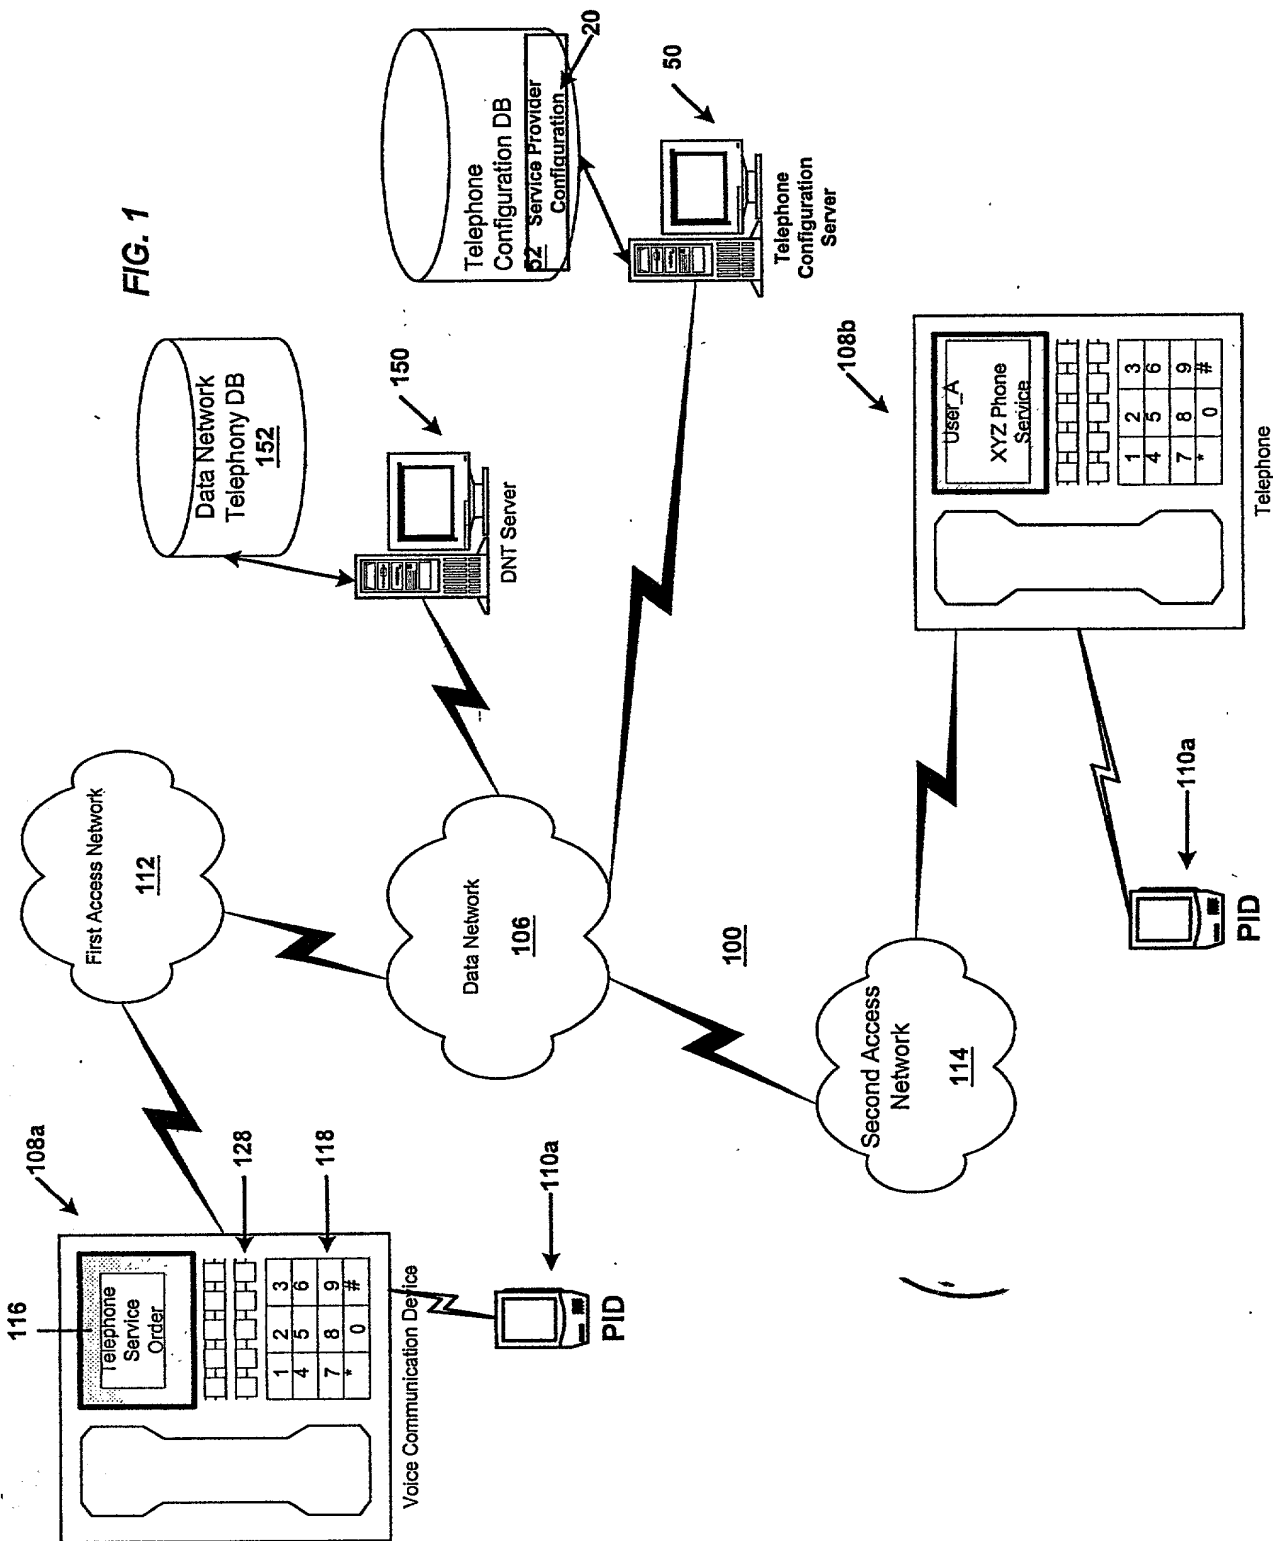 FIG. 1
116
Telephone
Service
Order
108a
128
118
1 2 3
4 5 6
7 8 9
* 0 #
Voice Communication Device
110a
PID
First Access Network
112
Data Network
106
100
Second Access
Network
114
Data Network
Telephony DB
152
150
DNT Server
Telephone
Configuration DB
52 Service Provider
Configuration
20
50
Telephone
Configuration
Server
108b
User_A
XYZ Phone
Service
1 2 3
4 5 6
7 8 9
* 0 #
Telephone
110a
PID